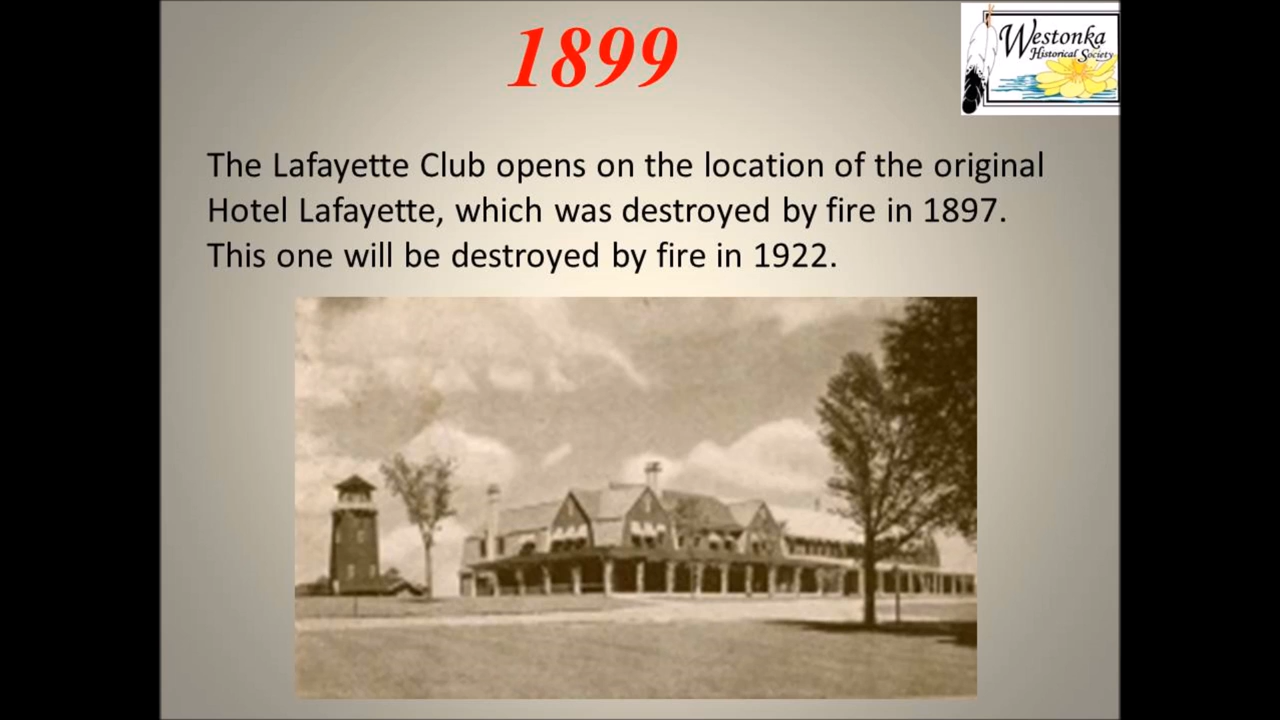 1899
Westonka
Historical Society
The Lafayette Club opens on the location of the original
Hotel Lafayette, which was destroyed by fire in 1897.
This one will be destroyed by fire in 1922.